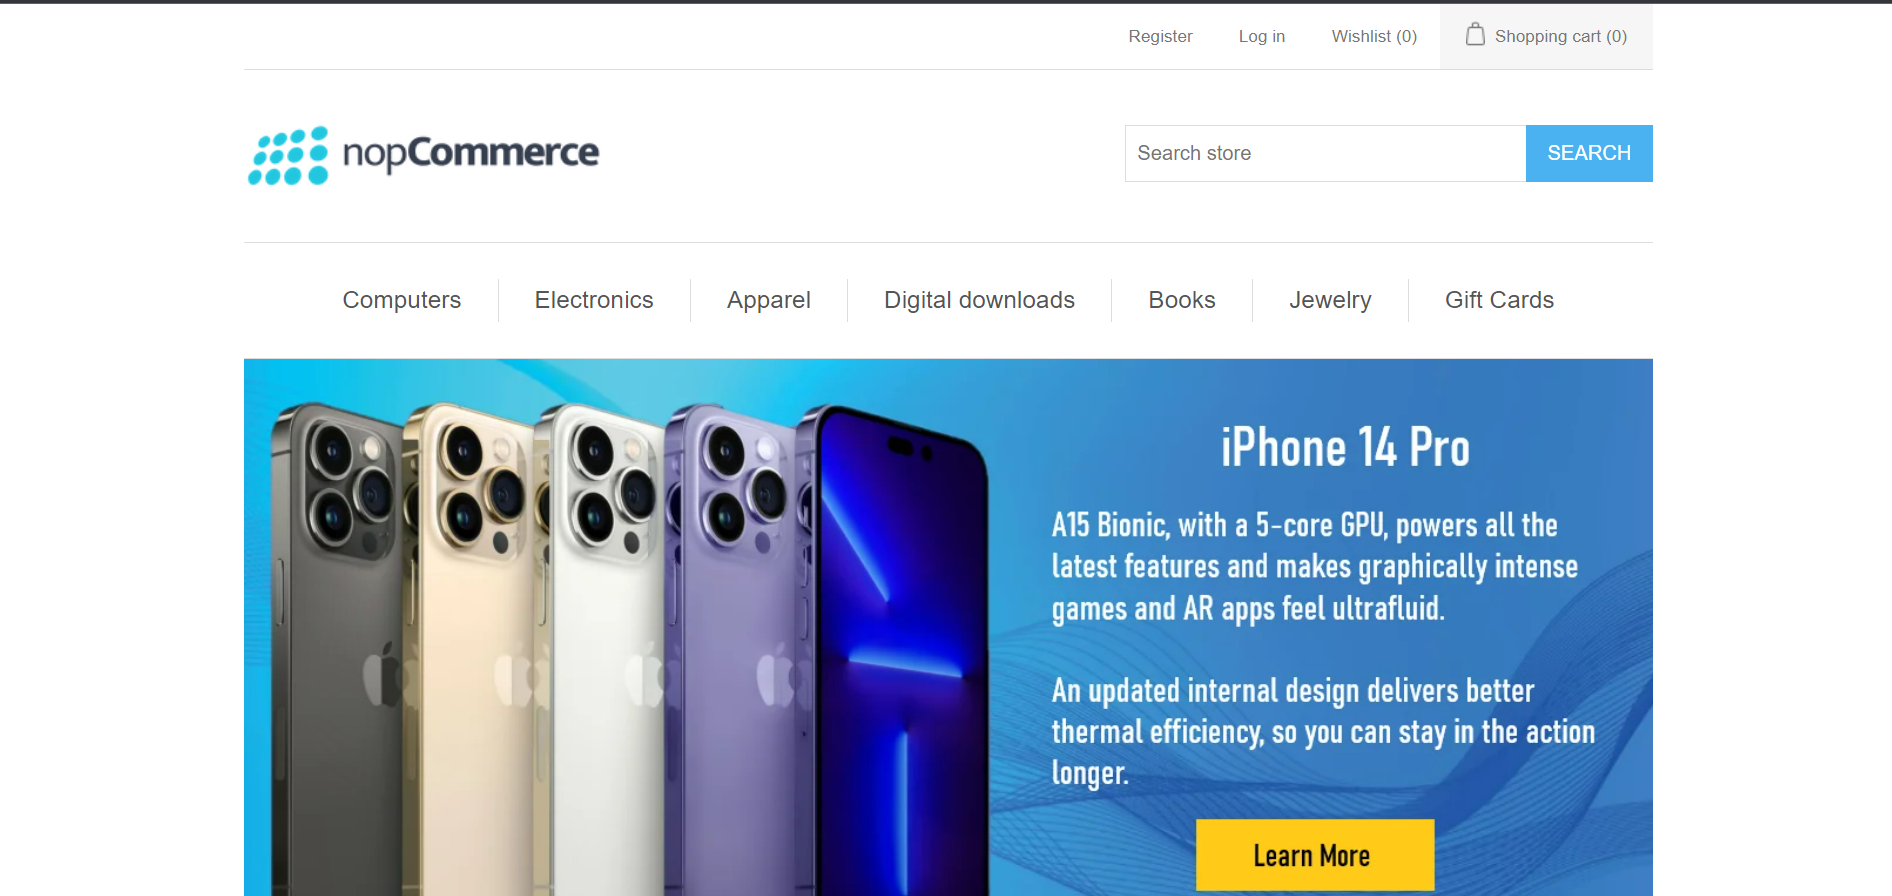 Register Log in Wishlist (0) Shopping cart (0)
nopCommerce
Search store SEARCH
Computers Electronics Apparel Digital downloads Books Jewelry Gift Cards
iPhone 14 Pro
A15 Bionic, with a 5-core GPU, powers all the
latest features and makes graphically intense
games and AR apps feel ultrafluid.
An updated internal design delivers better
thermal efficiency, so you can stay in the action
longer.
Learn More